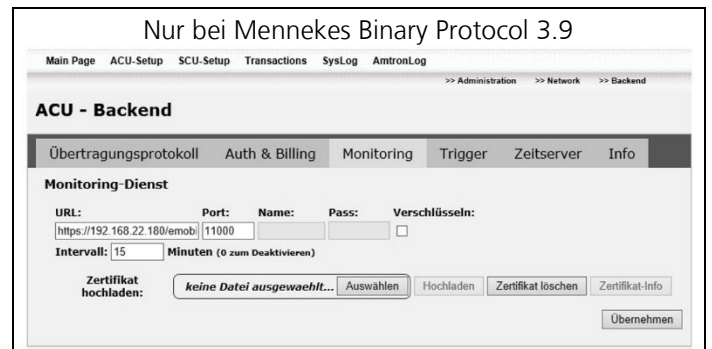 Nur bei Mennekes Binary Protocol 3.9
Main Page ACU-Setup SCU-Setup Transactions SysLog AmtronLog
>> Administration >> Network >> Backend
ACU - Backend
Übertragungsprotokoll Auth & Billing Monitoring Trigger Zeitserver Info
Monitoring-Dienst
URL: Port: Name: Pass: Verschlüsseln:
https://192.168.22.180/emobi 11000
Intervall: 15 Minuten (0 zum Deaktivieren)
Zertifikat hochladen: keine Datei ausgewaehlt... Auswählen Hochladen Zertifikat löschen Zertifikat-Info
Übernehmen